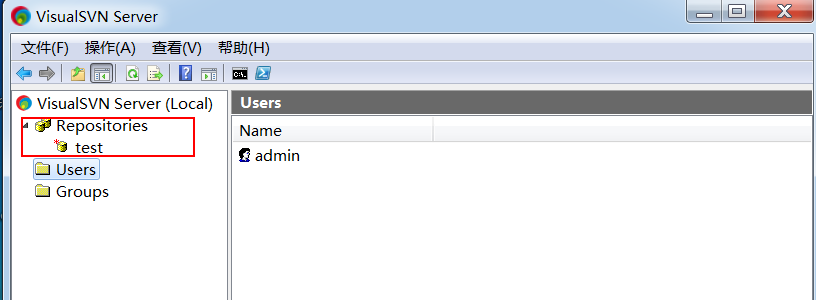 VisualSVN Server
文件(F) 操作(A) 查看(V) 帮助(H)
VisualSVN Server (Local)
Repositories
test
Users
Groups
Users
Name
admin